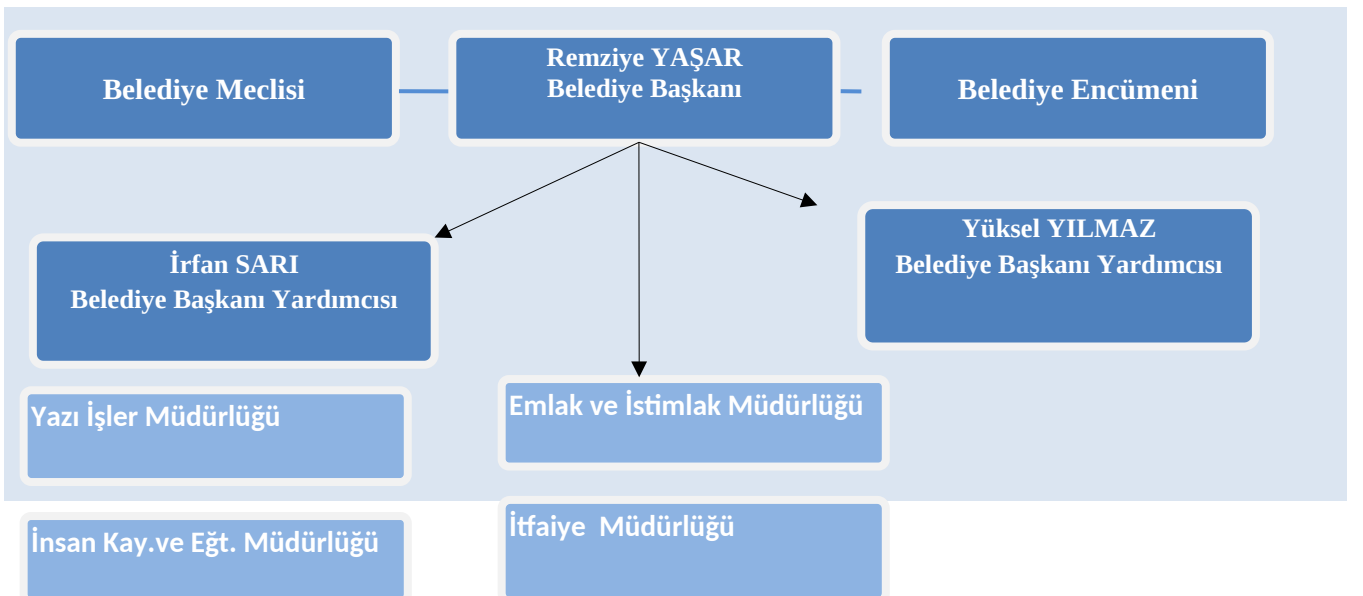 Belediye Meclisi
Remziye YAŞAR
Belediye Başkanı
Belediye Encümeni
İrfan SARI
Belediye Başkanı Yardımcısı
Yüksel YILMAZ
Belediye Başkanı Yardımcısı
Yazı İşler Müdürlüğü
Emlak ve İstimlak Müdürlüğü
İnsan Kay.ve Eğt. Müdürlüğü
İtfaiye  Müdürlüğü